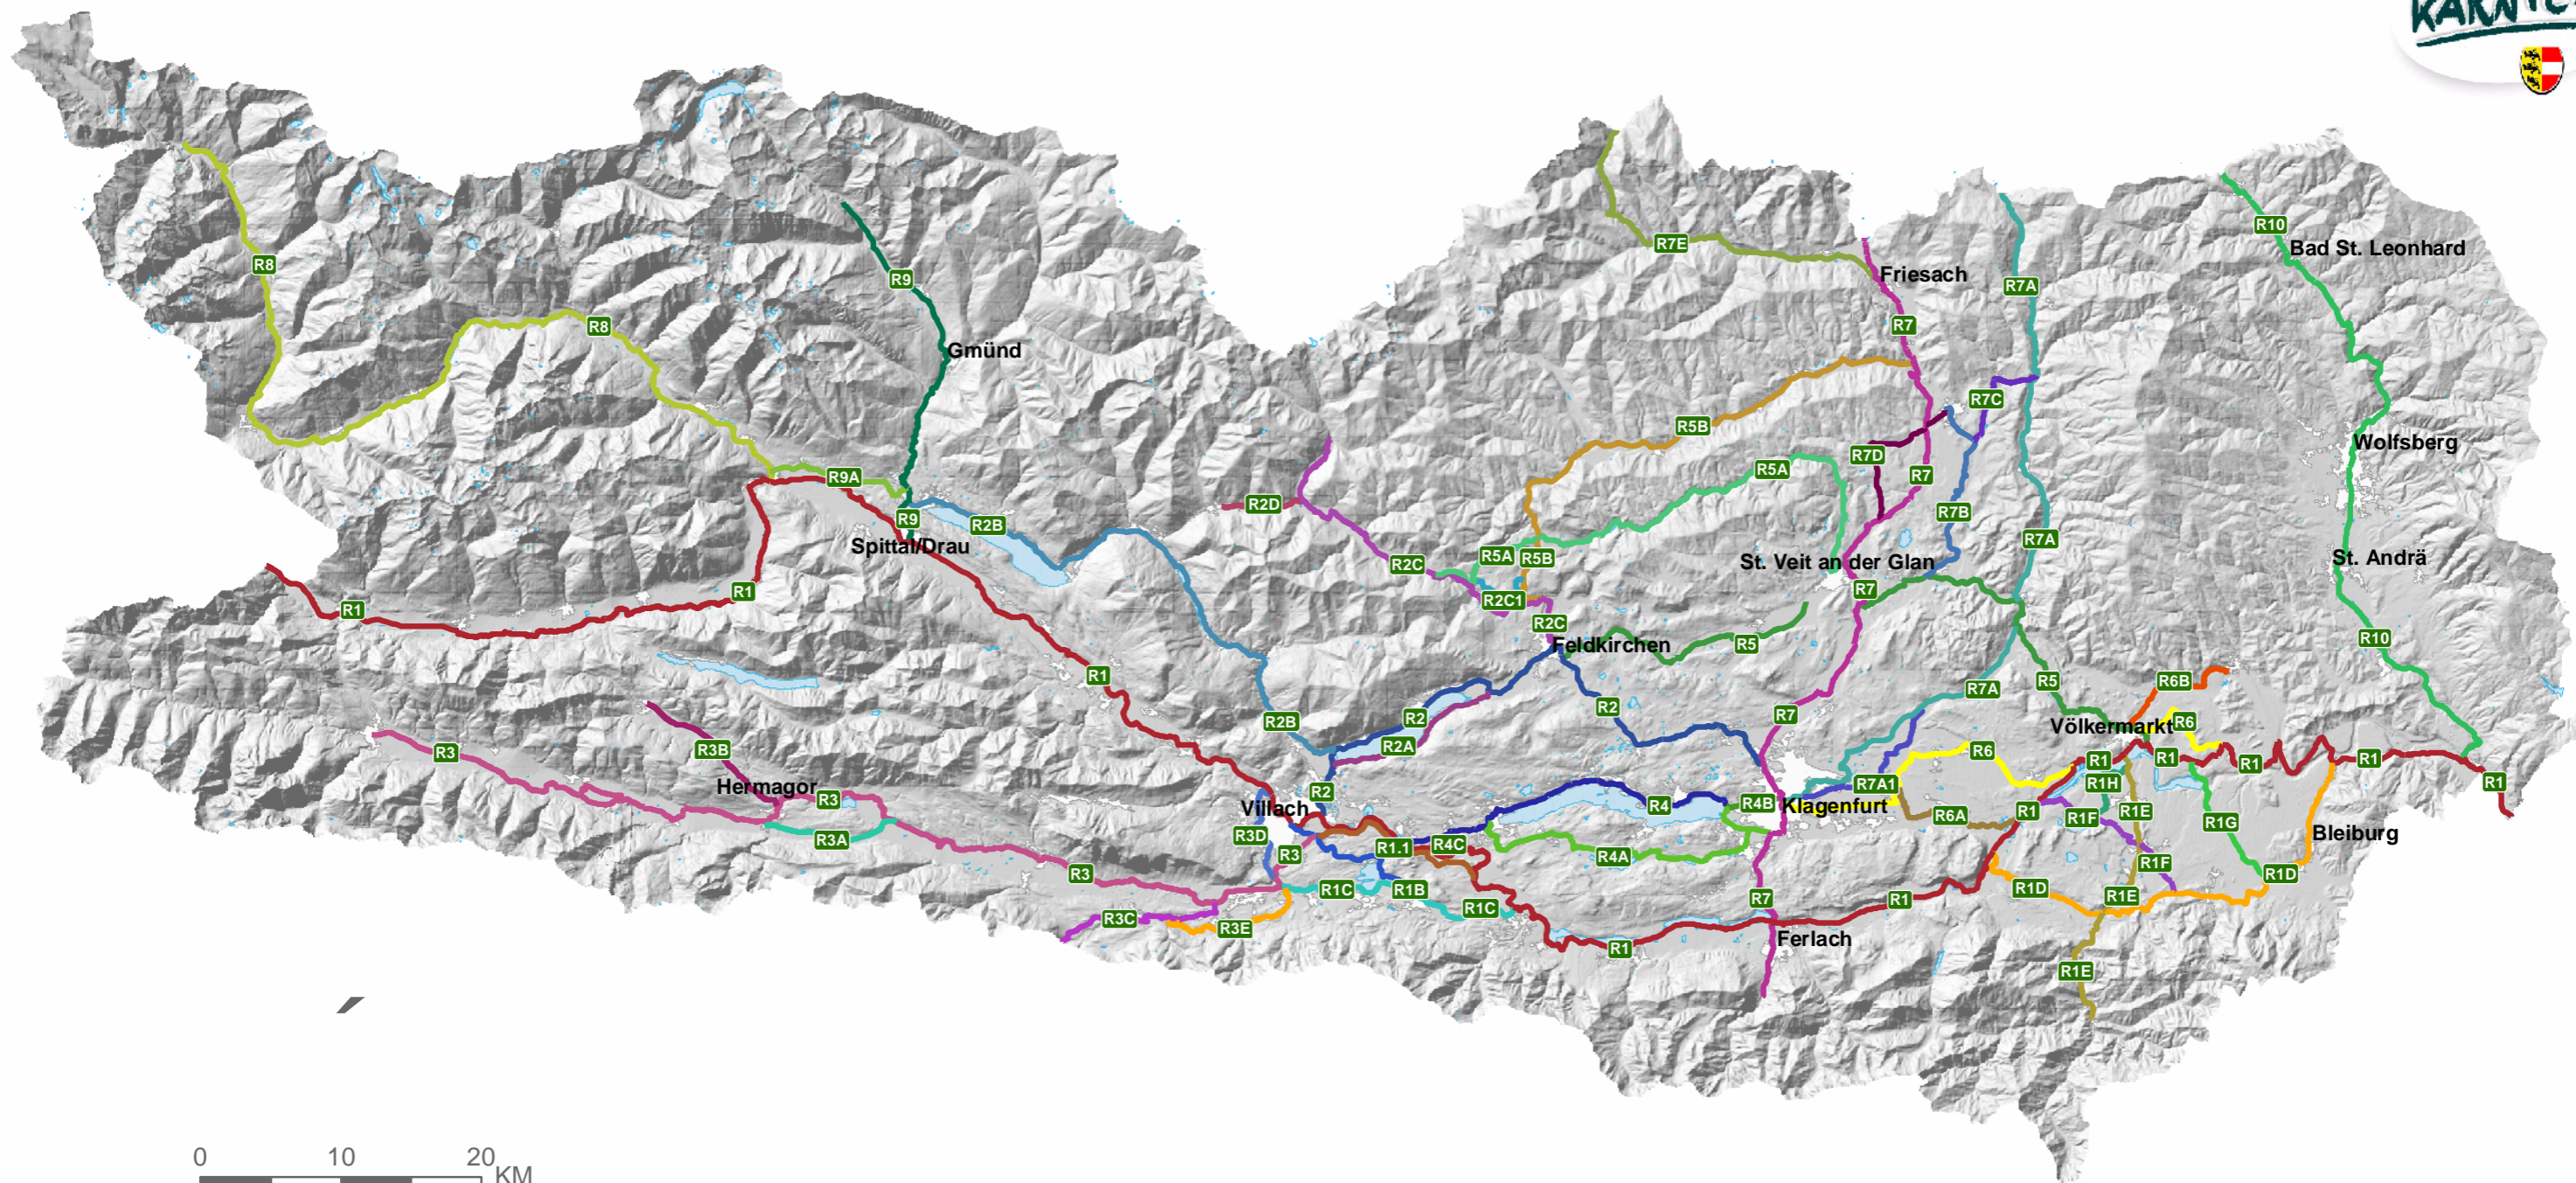 KÄRNTEN
R10
Bad St. Leonhard
R7E
R8
Friesach
R9
R7A
R7
R8
Gmünd
R7C
R5B
Wolfsberg
R7D
R5A
R7
R9A
R2D
R7B
R9
R2B
R7A
Spittal/Drau
R5A
R5B
St. Veit an der Glan
St. Andrä
R2C
R1
R7
R2C1
R1
R2C
R10
Feldkirchen
R5
R1
R5
R6B
R7A
R2
R7
R2
R2B
R6
Völkermarkt
R3B
R2A
R3
R6
R1
R1
R1
R1
Hermagor
R7A1
R1H
R1
R2
R3
Villach
R4
R4B
Klagenfurt
R1
R1E
R6A
R1F
R1G
Bleiburg
R3D
R3A
R1.1
R4C
R3
R4A
R1F
R3
R1D
R1C
R1B
R1D
R1E
R7
R1
R1C
R3C
R3E
Ferlach
R1
R1E
0 10 20
KM